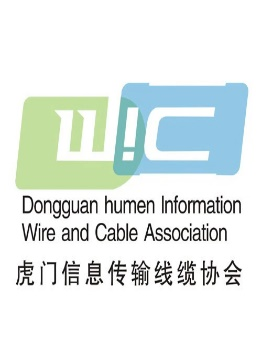 W!C
Dongguan humen Information
Wire and Cable Association
虎门信息传输线缆协会